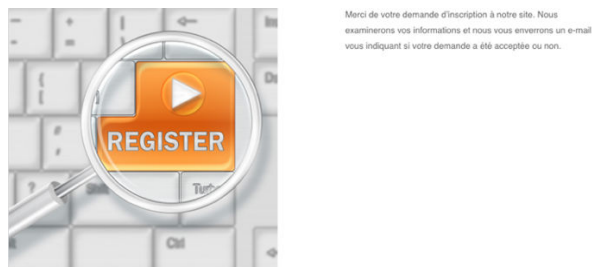 Merci de votre demande d'inscription à notre site. Nous
examinerons vos informations et nous vous enverrons un e-mail
vous indiquant si votre demande a été acceptée ou non.
REGISTER
Ctrl